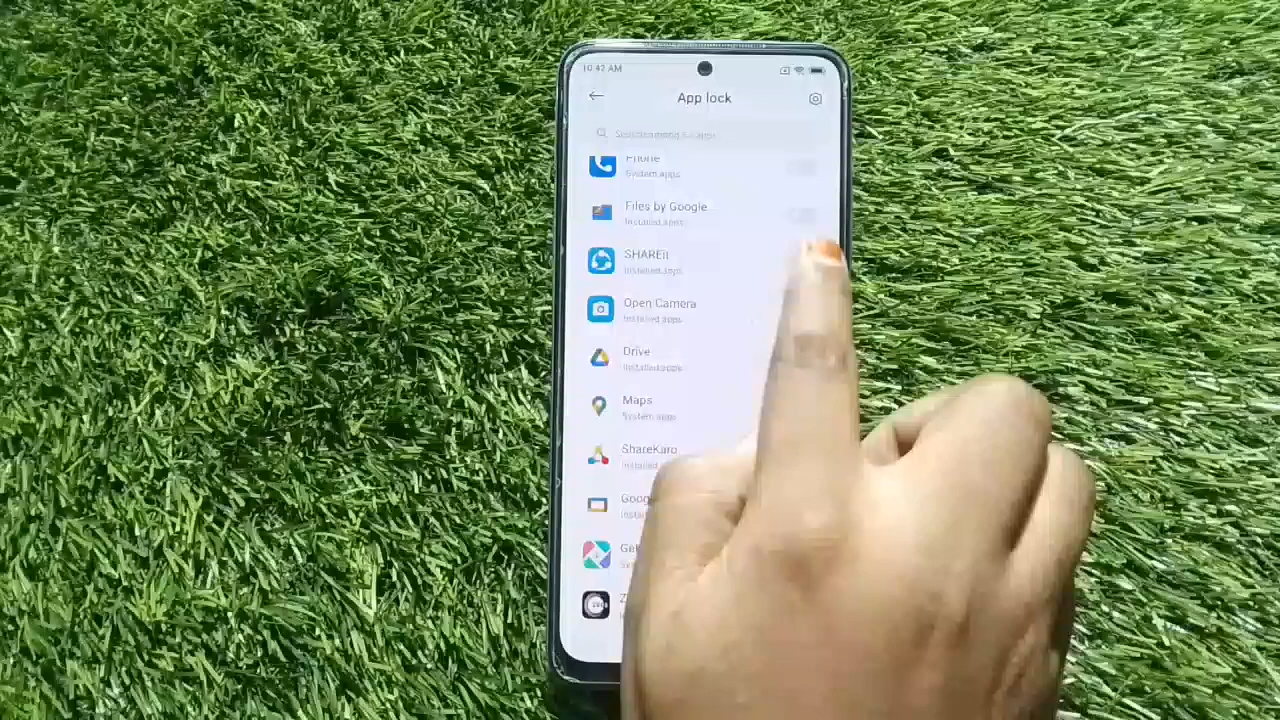 10:42 AM
App lock
Phone
System apps
Files by Google
Installed apps
SHAREit
Installed apps
Open Camera
Installed apps
Drive
Installed apps
Maps
System apps
ShareKaro
Installed